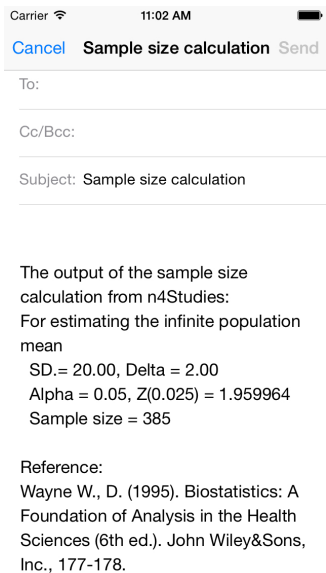 Carrier 11:02 AM
Cancel Sample size calculation Send
To:
Cc/Bcc:
Subject: Sample size calculation
The output of the sample size
calculation from n4Studies:
For estimating the infinite population
mean
SD.= 20.00, Delta = 2.00
Alpha = 0.05, Z(0.025) = 1.959964
Sample size = 385
Reference:
Wayne W., D. (1995). Biostatistics: A
Foundation of Analysis in the Health
Sciences (6th ed.). John Wiley&Sons,
Inc., 177-178.